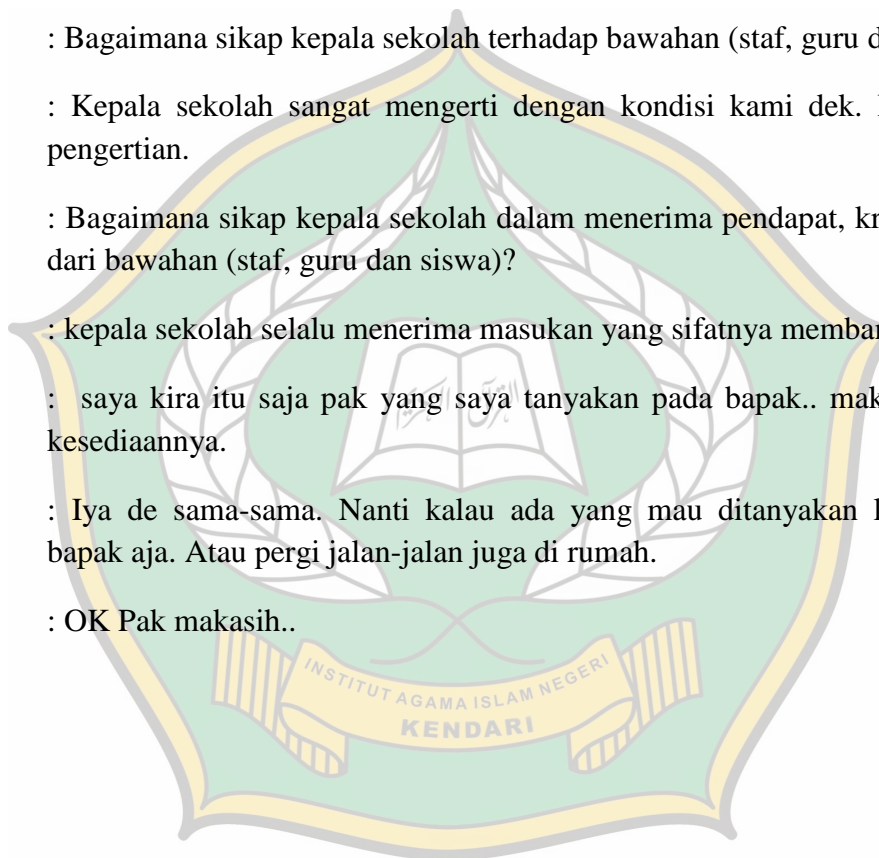 : Bagaimana sikap kepala sekolah terhadap bawahan (staf, guru
: Kepala sekolah sangat mengerti dengan kondisi kami dek.
pengertian.
: Bagaimana sikap kepala sekolah dalam menerima pendapat,
dari bawahan (staf, guru dan siswa)?
: kepala sekolah selalu menerima masukan yang sifatnya
: saya kira itu saja pak yang saya tanyakan pada bapak..
kesediaannya.
: Iya de sama-sama. Nanti kalau ada yang mau ditanyakan
bapak aja. Atau pergi jalan-jalan juga di rumah.
: OK Pak makasih..
INSTITUT AGAMA ISLAM NEGERI
KENDARI